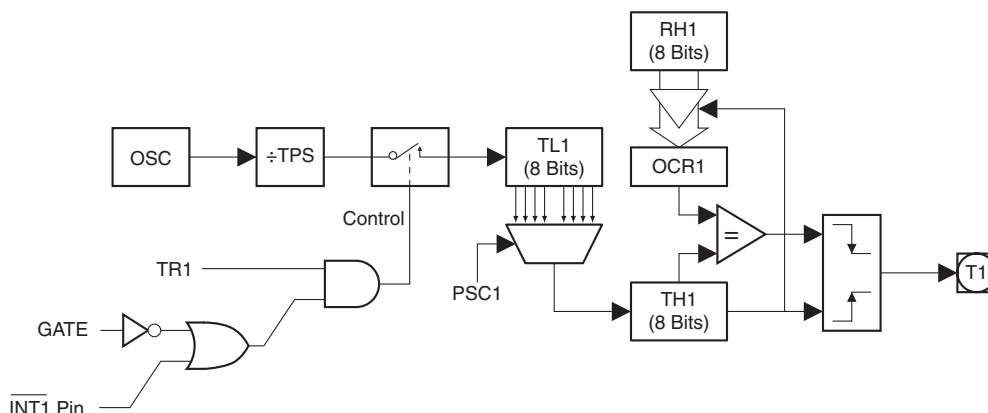 RH1
(8 Bits)
OSC
÷TPS
TL1
(8 Bits)
OCR1
Control
=
TR1
PSC1
TH1
(8 Bits)
T1
GATE
INT1 Pin